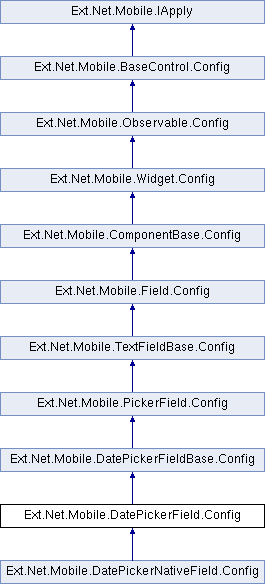 Ext.Net.Mobile.IApply
Ext.Net.Mobile.BaseControl.Config
Ext.Net.Mobile.Observable.Config
Ext.Net.Mobile.Widget.Config
Ext.Net.Mobile.ComponentBase.Config
Ext.Net.Mobile.Field.Config
Ext.Net.Mobile.TextFieldBase.Config
Ext.Net.Mobile.PickerField.Config
Ext.Net.Mobile.DatePickerFieldBase.Config
Ext.Net.Mobile.DatePickerField.Config
Ext.Net.Mobile.DatePickerNativeField.Config